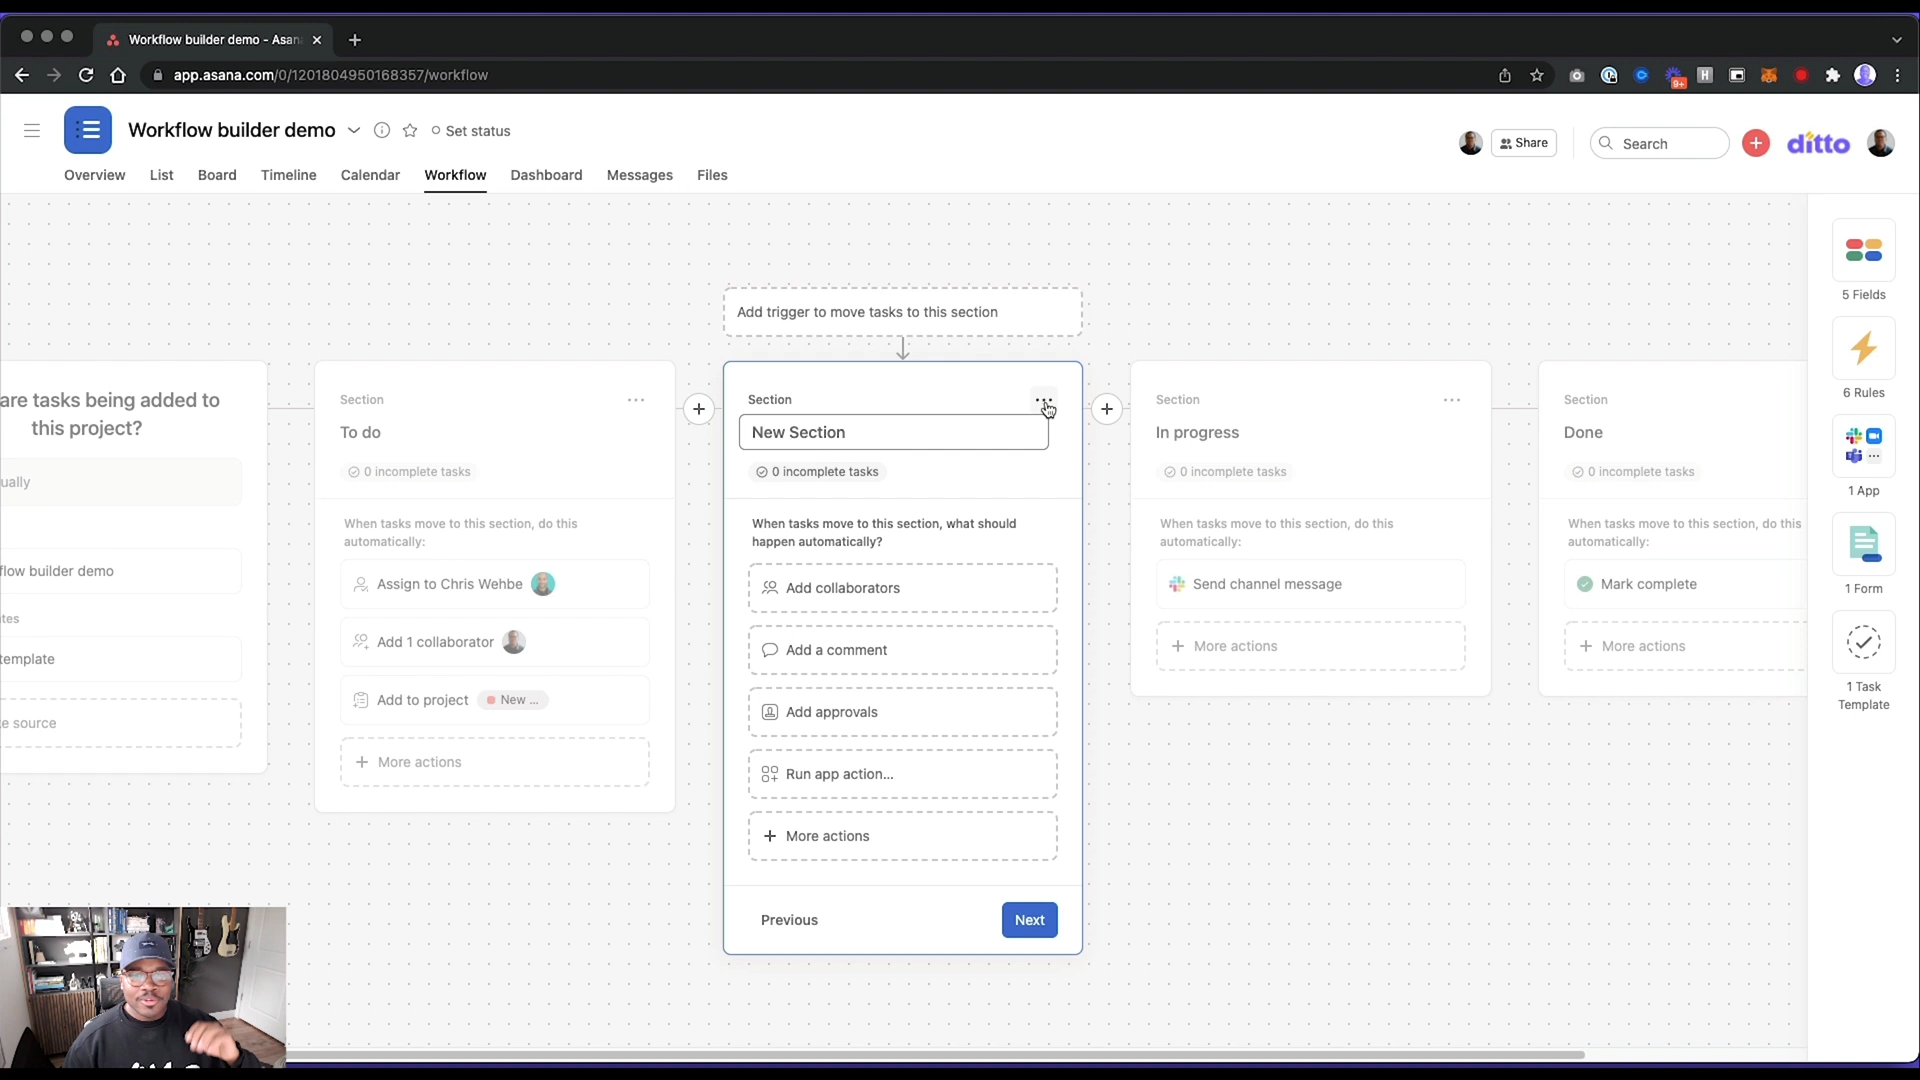 Workflow builder demo - Asan
app.asana.com/0/1201804950168357/workflow
9+
H
Workflow builder demo
Set status
Share
Search
ditto
Overview
List
Board
Timeline
Calendar
Workflow
Dashboard
Messages
Files
are tasks being added to
this project?
ually
flow builder demo
tes
template
e source
Section
To do
0 incomplete tasks
When tasks move to this section, do this
automatically:
Assign to Chris Wehbe
Add 1 collaborator
Add to project
New ...
+ More actions
Add trigger to move tasks to this section
Section
New Section
0 incomplete tasks
When tasks move to this section, what should
happen automatically?
Add collaborators
Add a comment
Add approvals
Run app action...
+ More actions
Previous
Next
Section
In progress
0 incomplete tasks
When tasks move to this section, do this
automatically:
Send channel message
+ More actions
Section
Done
0 incomplete tasks
When tasks move to this section, do this
automatically:
Mark complete
+ More actions
5 Fields
6 Rules
1 App
1 Form
1 Task
Template